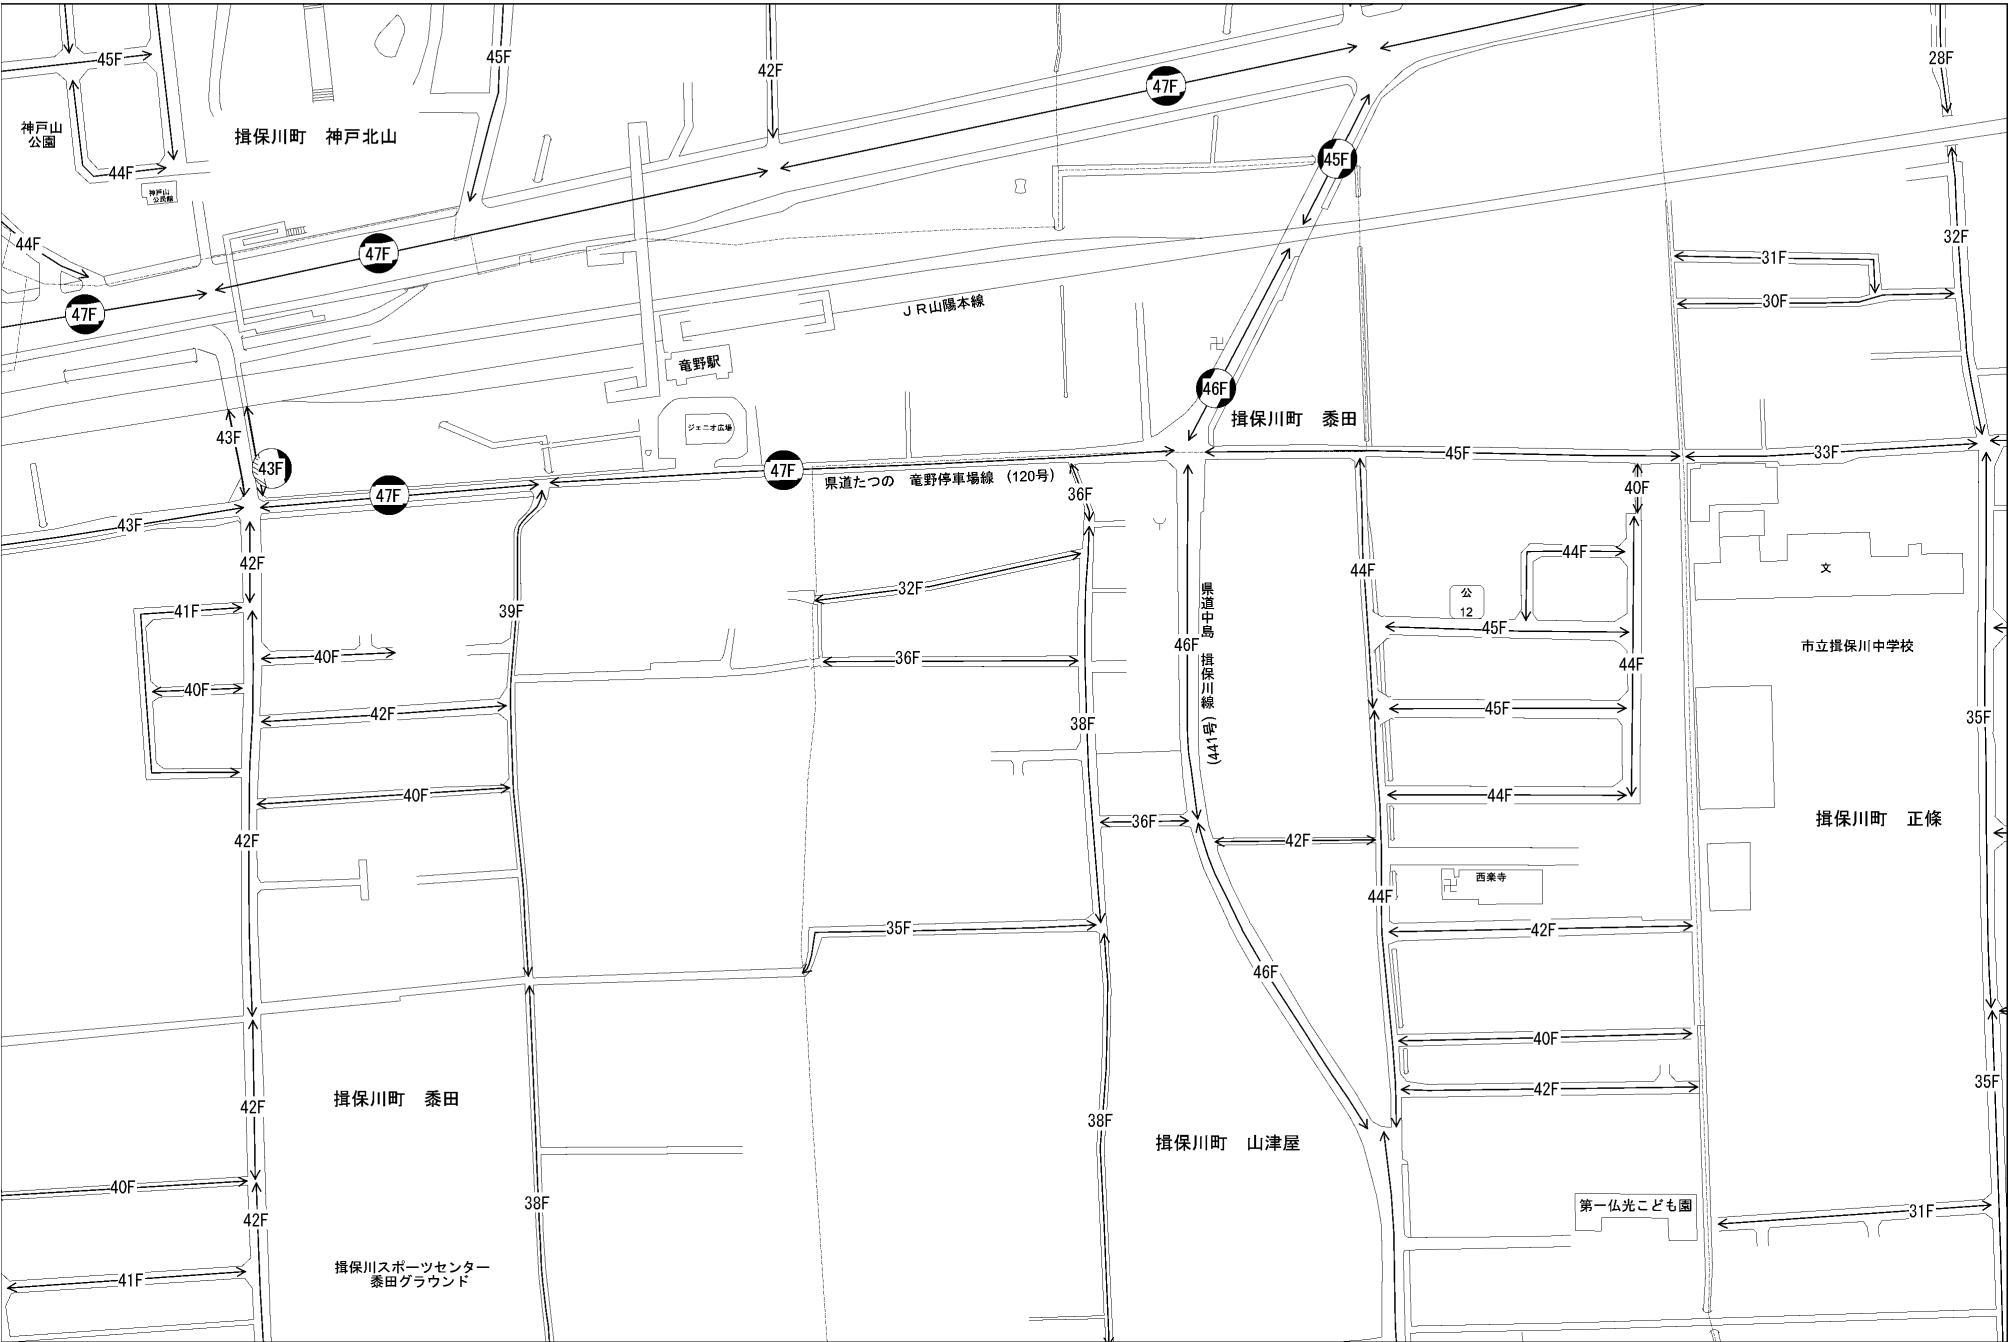 45F
45F
42F
28F
47F
神戸山
公園
揖保川町 神戸北山
45F
44F
神戸山
公民館
44F
32F
47F
31F
47F
30F
JR山陽本線
竜野駅
46F
揖保川町 黍田
ジェニオ広場
43F
43F
47F
47F
県道たつの 竜野停車場線 (120号)
45F
33F
36F
40F
43F
42F
44F
44F
文
32F
公
12
41F
39F
県道中島 揖保川線 (441号)
45F
市立揖保川中学校
40F
36F
46F
44F
40F
42F
38F
45F
35F
40F
44F
36F
42F
42F
揖保川町 正條
西楽寺
44F
35F
42F
46F
40F
35F
42F
揖保川町 黍田
42F
38F
揖保川町 山津屋
40F
38F
第一仏光こども園
31F
42F
揖保川スポーツセンター
黍田グラウンド
41F